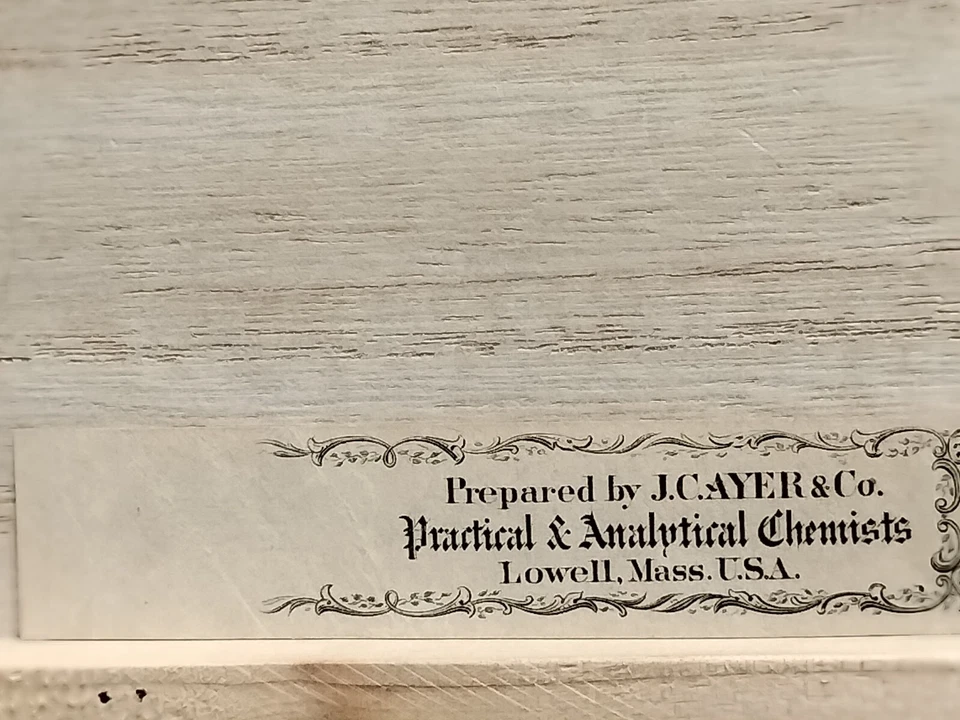 Prepared by J.C.AYER & Co.
Practical & Analytical Chemists
Lowell, Mass. U.S.A.